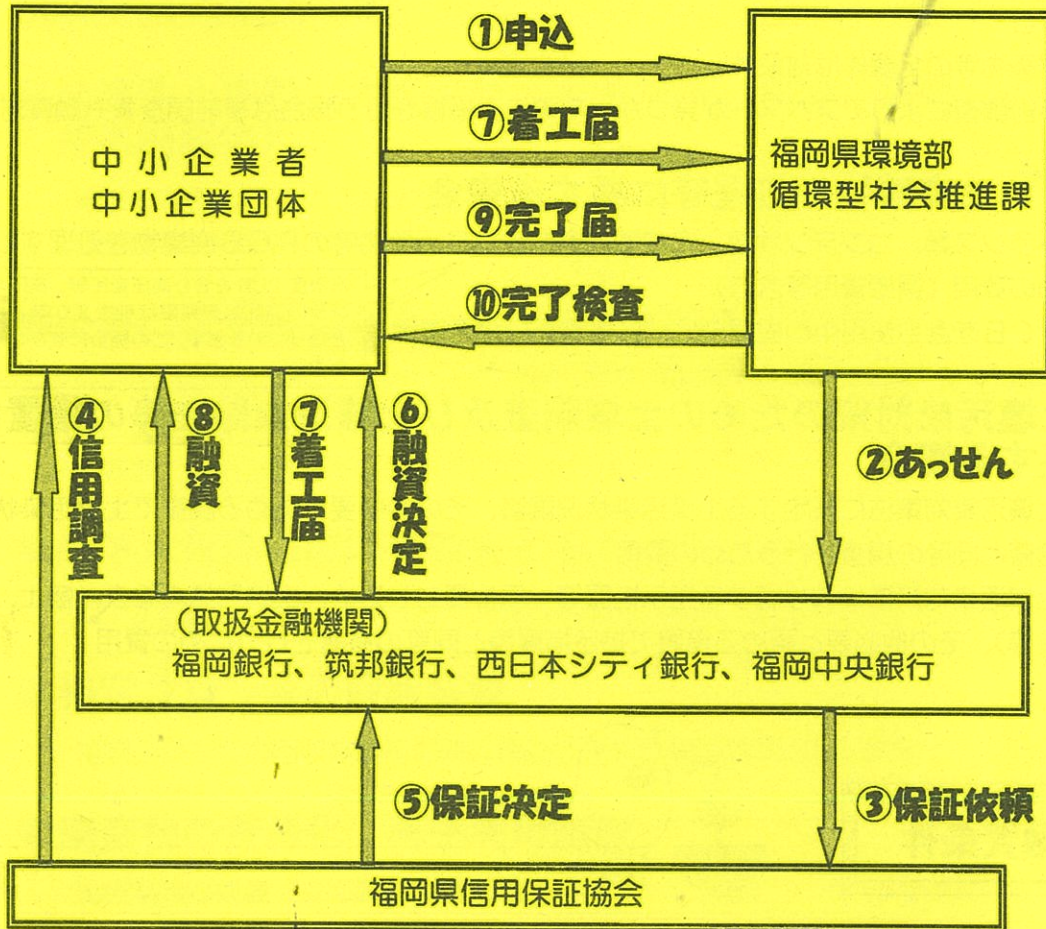 ①申込
⑦着工届
中小企業者
中小企業団体
福岡県環境部
循環型社会推進課
⑨完了届
⑩完了検査
④信用調査
⑧融資
⑦着工届
⑥融資決定
②あっせん
(取扱金融機関)
福岡銀行、筑邦銀行、西日本シティ銀行、福岡中央銀行
⑤保証決定
③保証依頼
福岡県信用保証協会